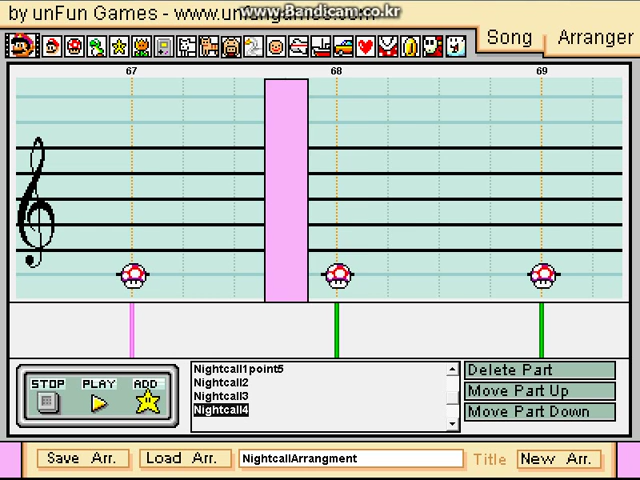 by unFun Games - www.unfungames.com
www.Bandicam.co.kr
Song
Arranger
67
68
69
STOP
PLAY
ADD
Nightcall1point5
Nightcall2
Nightcall3
Nightcall4
Delete Part
Move Part Up
Move Part Down
Save Arr.
Load Arr.
NightcallArrangment
Title
New Arr.